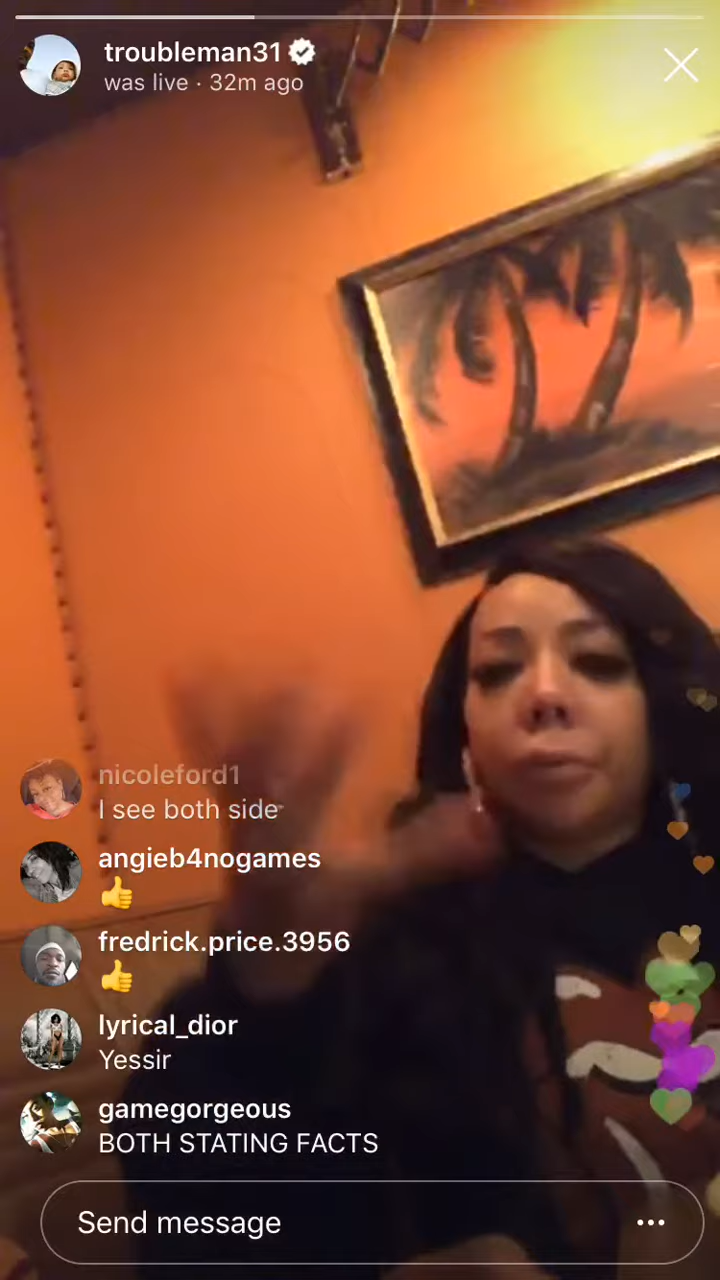 troubleman31
was live · 32m ago
nicoleford1
I see both side
angieb4nogames
👍
fredrick.price.3956
👍
lyrical_dior
Yessir
gamegorgeous
BOTH STATING FACTS
Send message